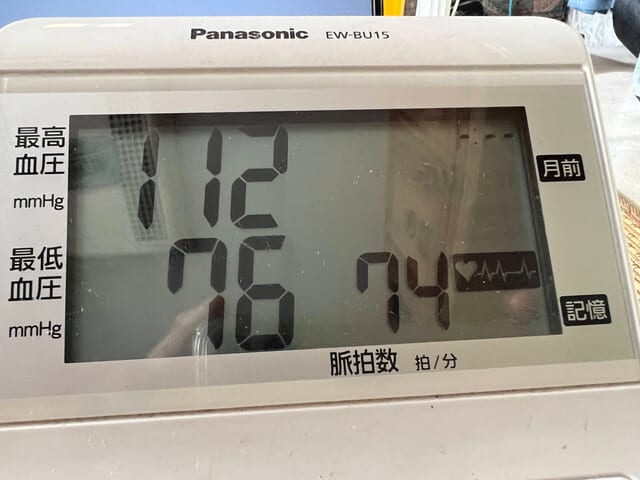 Panasonic EW-BU15
最高
血圧
mmHg
112
-:--
月前
最低
血圧
mmHg
76
74
記憶
脈拍数 拍/分